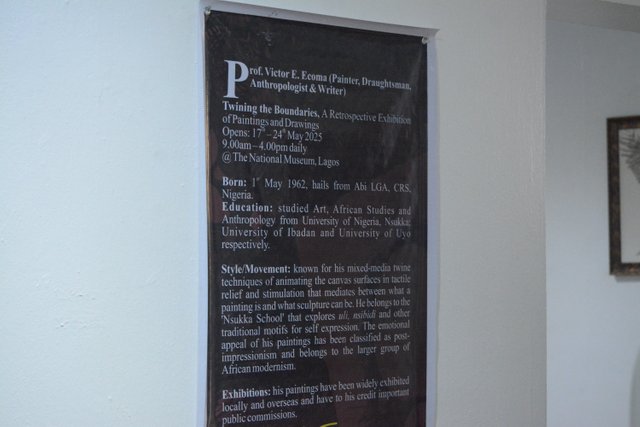 Prof. Victor E. Ecoma (Painter, Draughtsman,
Anthropologist & Writer)
Twining the Boundaries, A Retrospective Exhibition
of Paintings and Drawings
Opens: 17th – 24th May 2025
9.00am – 4.00pm daily
@ The National Museum, Lagos
Born: 1st May 1962, hails from Abi LGA, CRS,
Nigeria.
Education: studied Art, African Studies and
Anthropology from University of Nigeria, Nsukka;
University of Ibadan and University of Uyo
respectively.
Style/Movement: known for his mixed-media twine
techniques of animating the canvas surfaces in tactile
relief and stimulation that mediates between what a
painting is and what sculpture can be. He belongs to the
'Nsukka School' that explores uli, nsibidi and other
traditional motifs for self expression. The emotional
appeal of his paintings has been classified as post-
impressionism and belongs to the larger group of
African modernism.
Exhibitions: his paintings have been widely exhibited
locally and overseas and have to his credit important
public commissions.